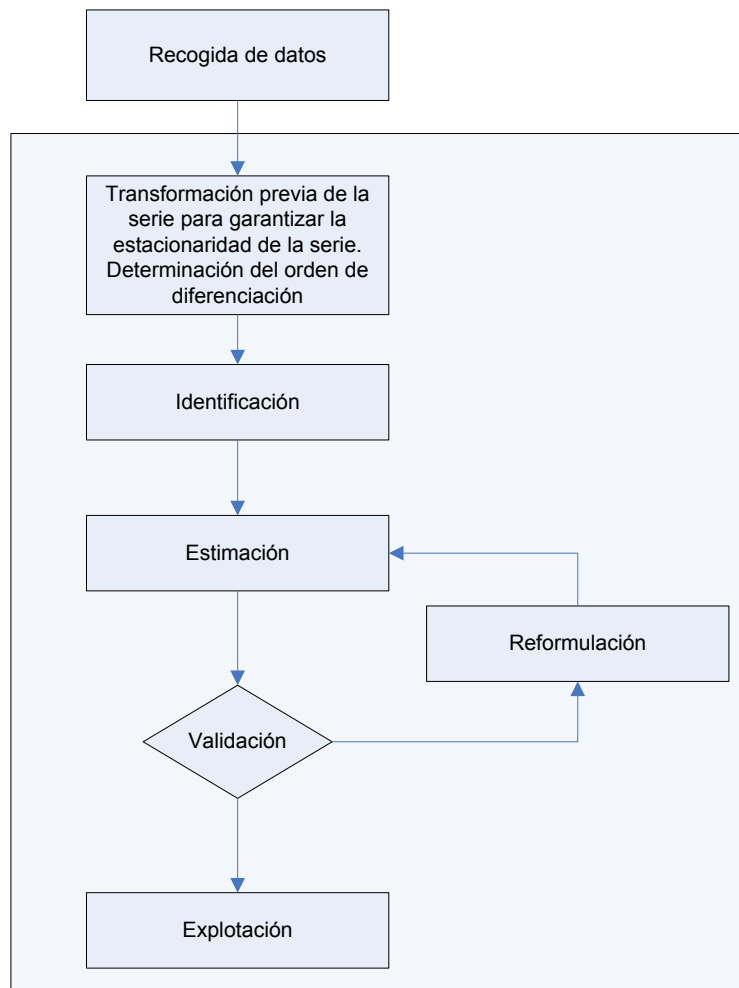 Recogida de datos
Transformación previa de la
serie para garantizar la
estacionaridad de la serie.
Determinación del orden de
diferenciación
Identificación
Estimación
Reformulación
Validación
Explotación